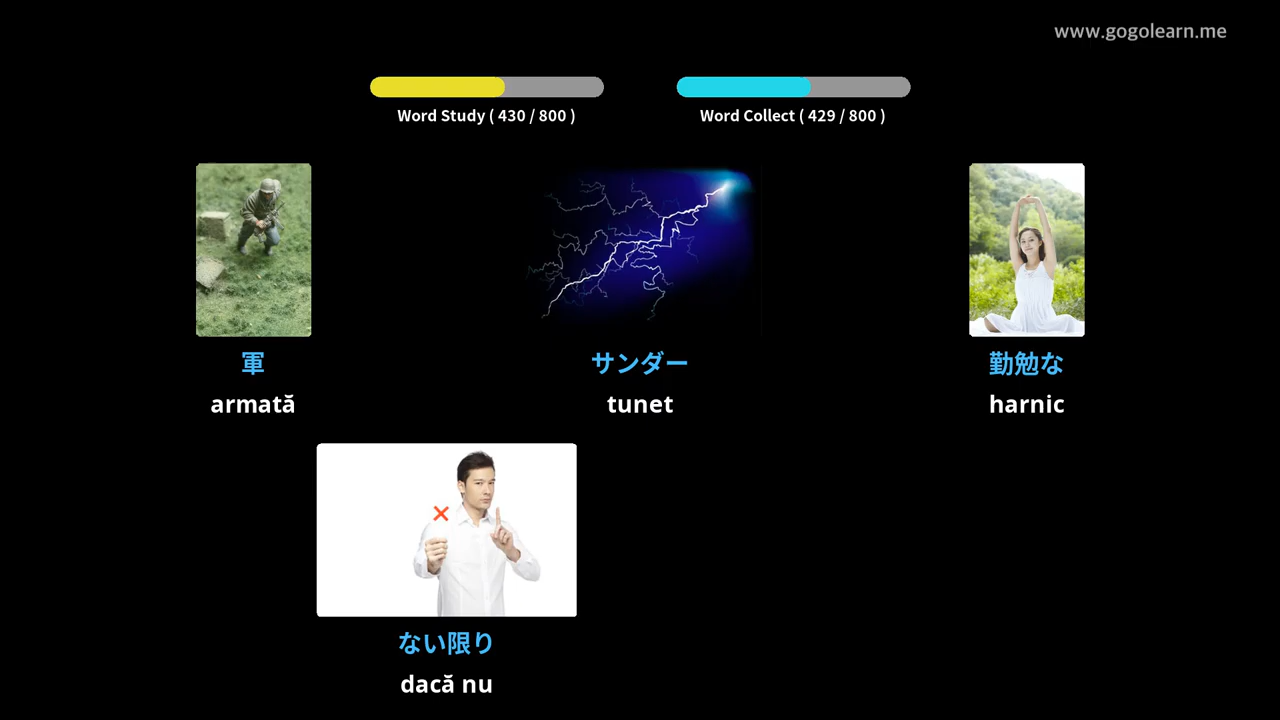 www.gogolearn.me
Word Study ( 430 / 800 )
Word Collect ( 429 / 800 )
軍
armată
サンダー
tunet
勤勉な
harnic
ない限り
dacă nu